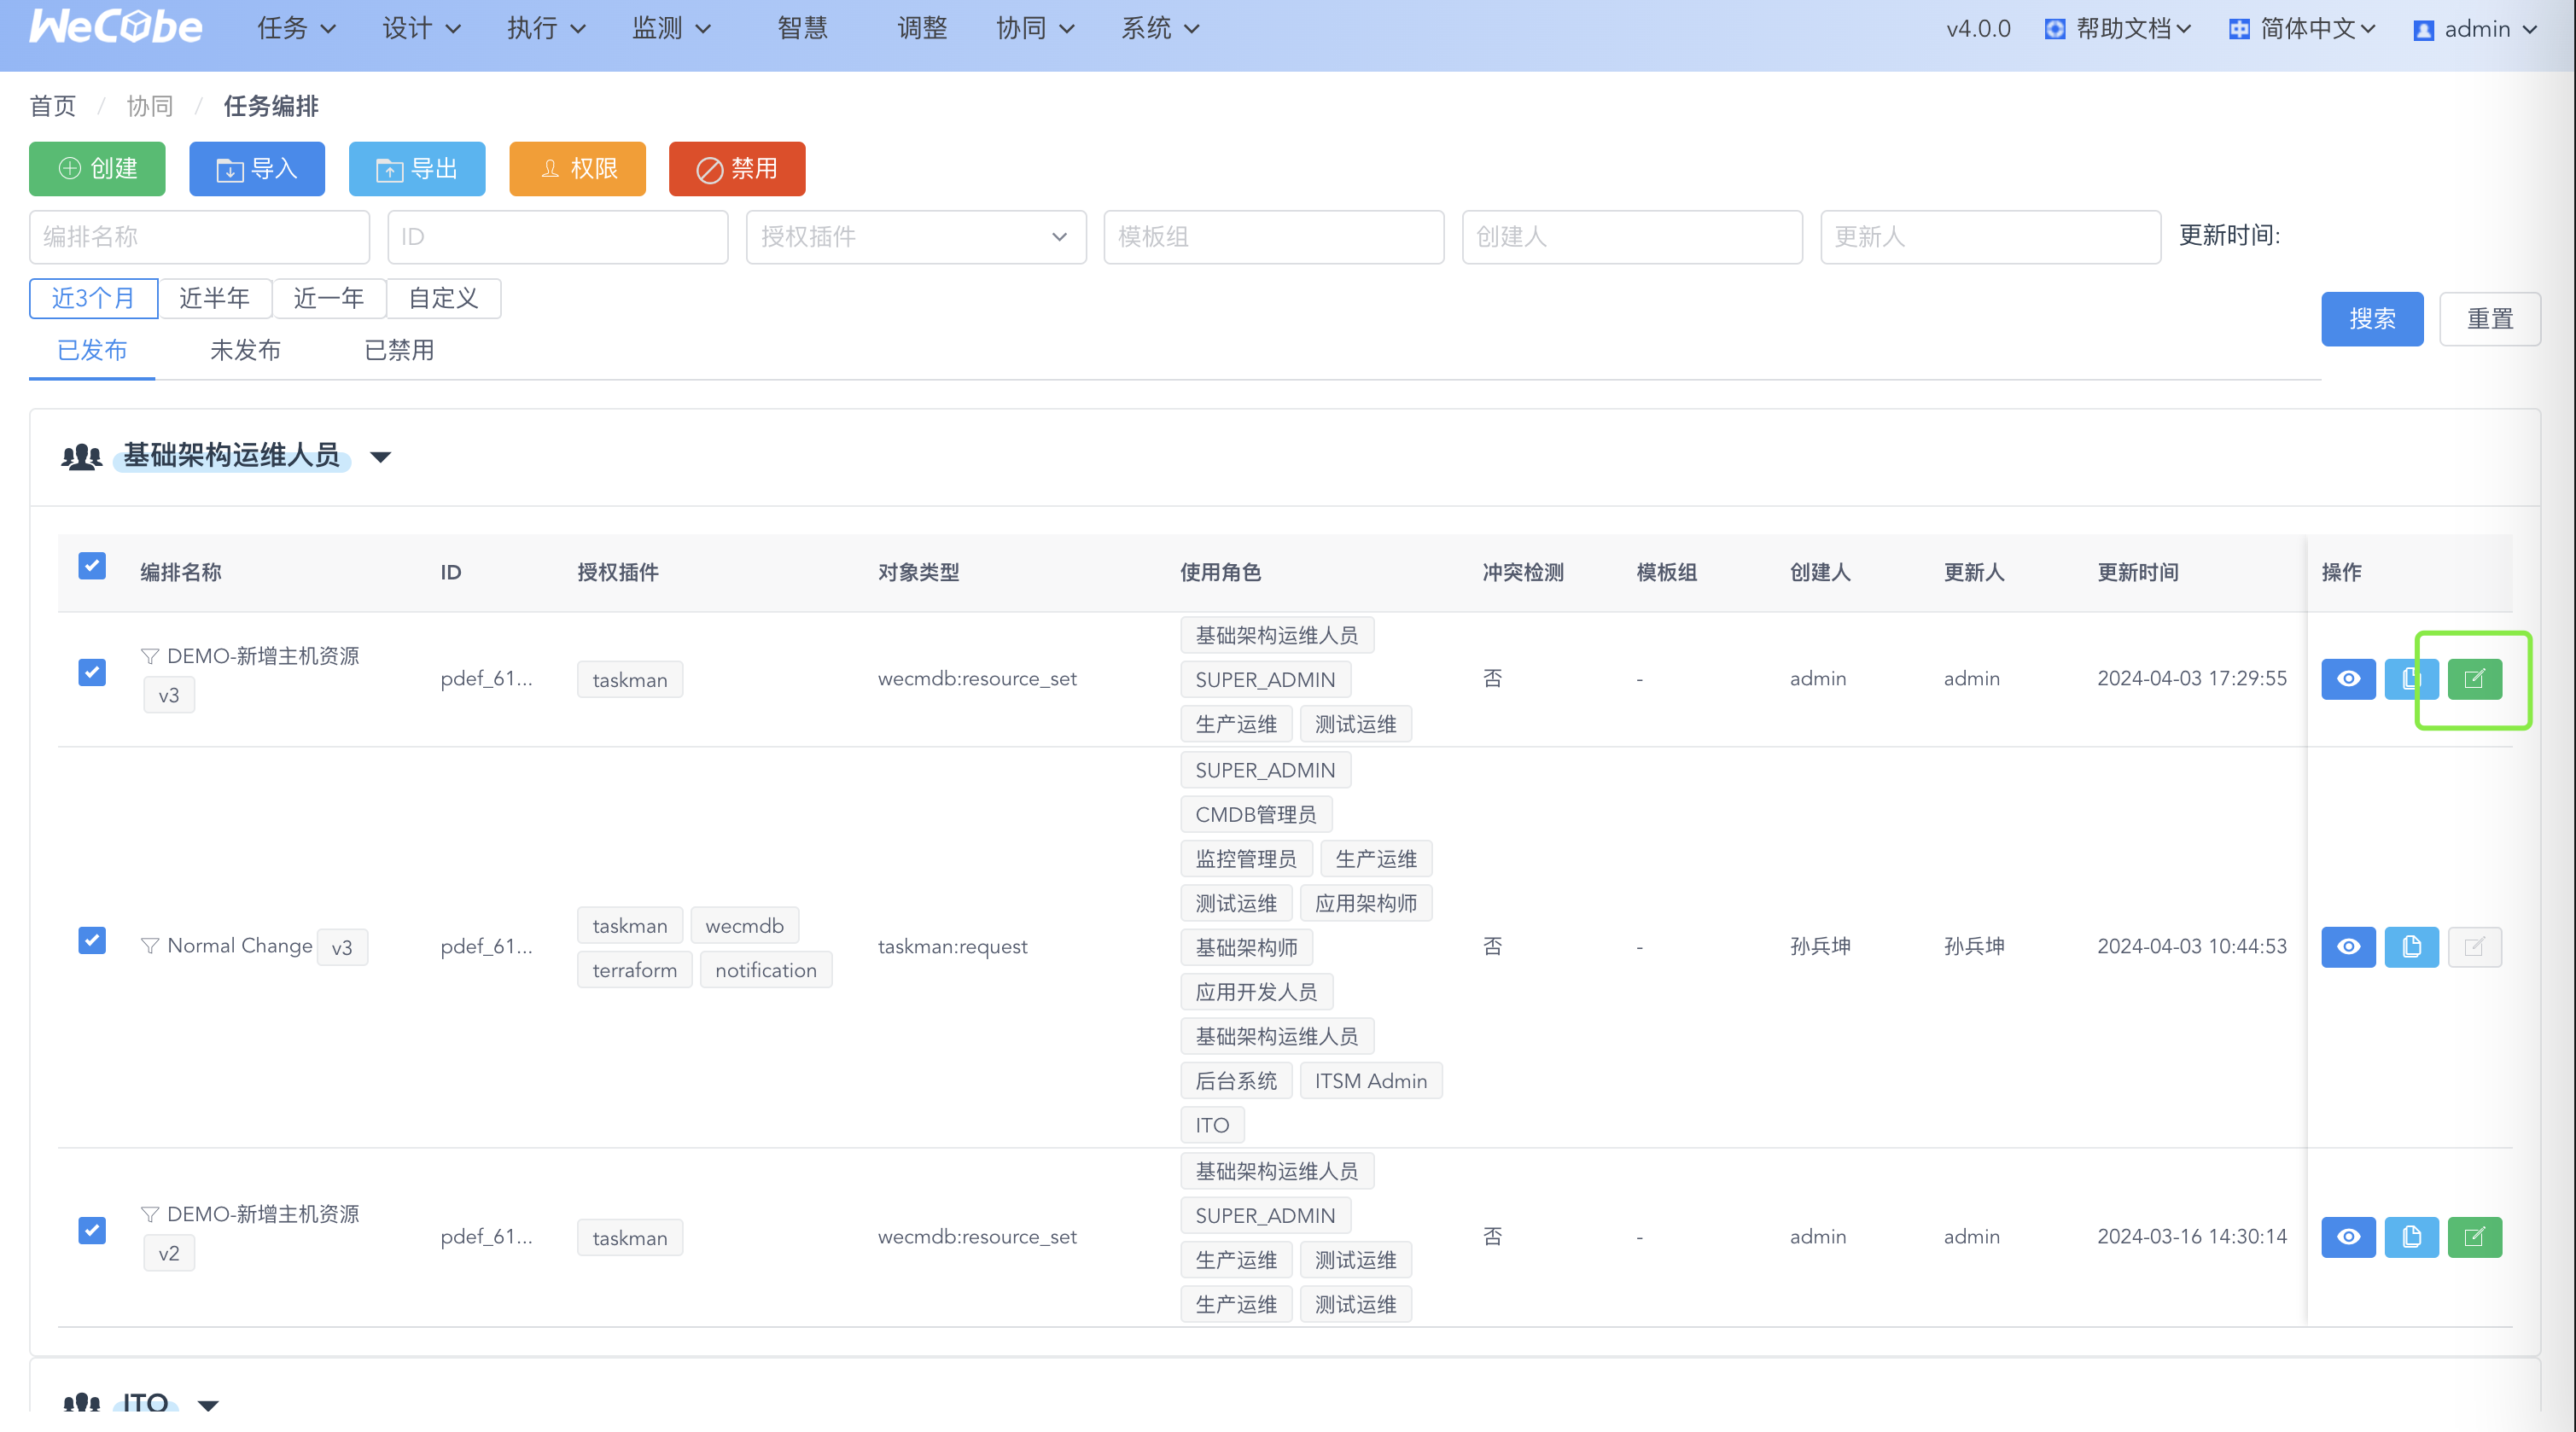 WeCube 任务 设计 执行 监测 智慧 调整 协同 系统 v4.0.0 帮助文档 简体中文 admin
首页 / 协同 / 任务编排
创建 导入 导出 权限 禁用
编排名称 ID 授权插件 模板组 创建人 更新人 更新时间:
近3个月 近半年 近一年 自定义
搜索 重置
已发布 未发布 已禁用
基础架构运维人员
编排名称 ID 授权插件 对象类型 使用角色 冲突检测 模板组 创建人 更新人 更新时间 操作
DEMO-新增主机资源
v3
pdef_61...
taskman
wecmdb:resource_set
基础架构运维人员
SUPER_ADMIN
生产运维 测试运维
否 - admin admin 2024-04-03 17:29:55
Normal Change v3
pdef_61...
taskman wecmdb
terraform notification
taskman:request
SUPER_ADMIN
CMDB管理员
监控管理员 生产运维
测试运维 应用架构师
基础架构师
应用开发人员
基础架构运维人员
后台系统 ITSM Admin
ITO
否 - 孙兵坤 孙兵坤 2024-04-03 10:44:53
DEMO-新增主机资源
v2
pdef_61...
taskman
wecmdb:resource_set
基础架构运维人员
SUPER_ADMIN
生产运维 测试运维
生产运维 测试运维
否 - admin admin 2024-03-16 14:30:14
ITO